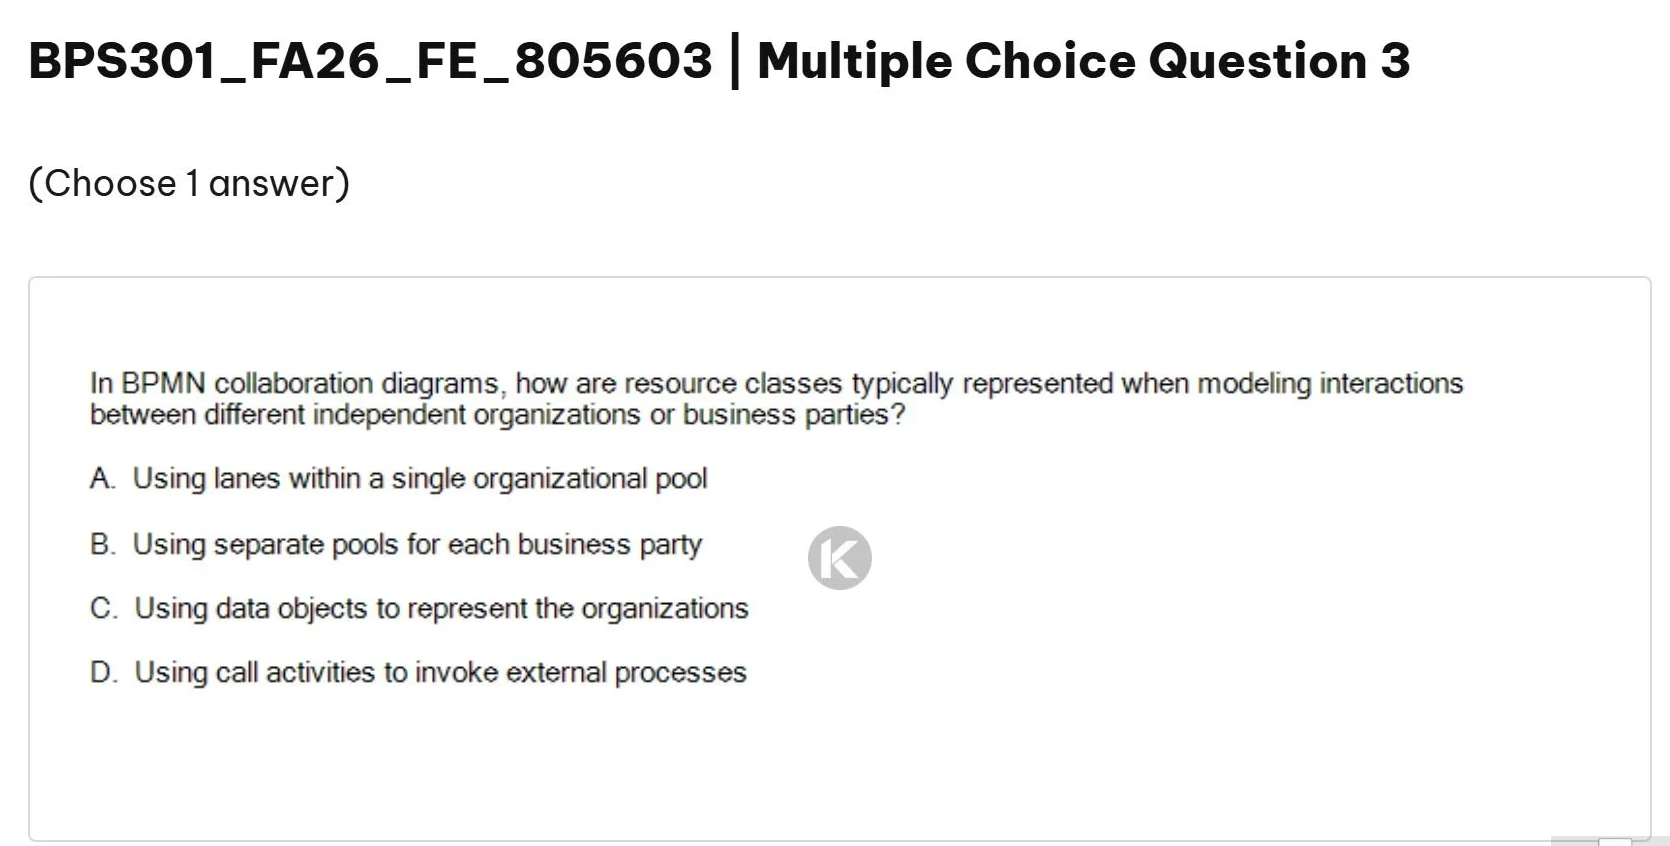 BPS301_FA26_FE_805603 | Multiple Choice Question 3
(Choose 1 answer)
In BPMN collaboration diagrams, how are resource classes typically represented when modeling interactions
between different independent organizations or business parties?
A. Using lanes within a single organizational pool
B. Using separate pools for each business party
K
C. Using data objects to represent the organizations
D. Using call activities to invoke external processes